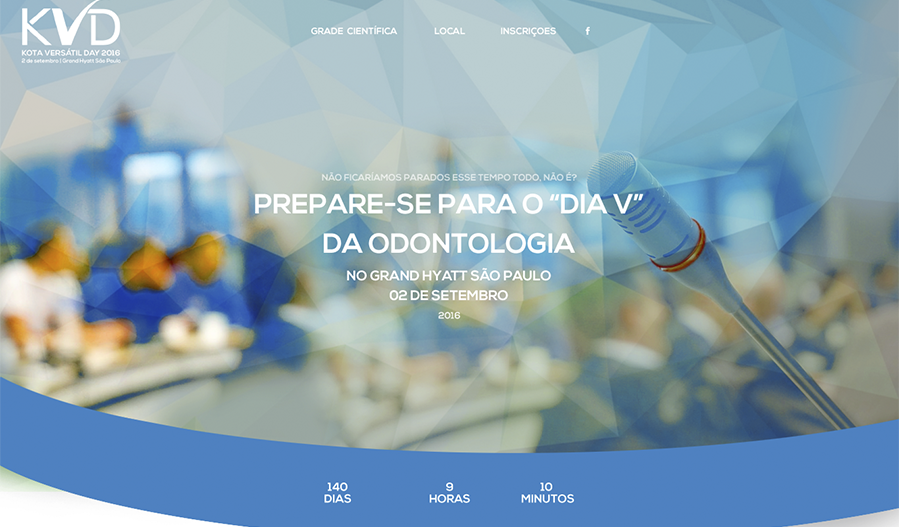 KVD
KOTA VERSÁTIL DAY 2016
2 de setembro | Grand Hyatt São Paulo
GRADE CIENTÍFICA LOCAL INSCRIÇOES f
NÃO FICARÍAMOS PARADOS ESSE TEMPO TODO, NÃO É?
PREPARE-SE PARA O “DIA V”
DA ODONTOLOGIA
NO GRAND HYATT SÃO PAULO
02 DE SETEMBRO
2016
140 9 10
DIAS HORAS MINUTOS